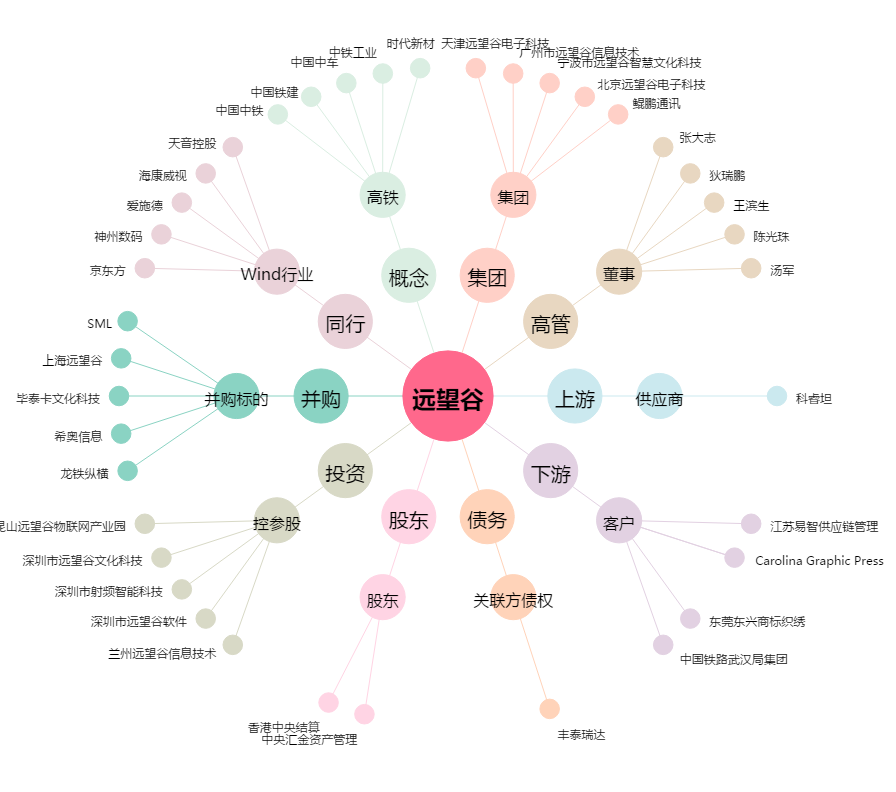 时代新材
天津远望谷电子科技
中铁工业
广州市远望谷信息技术
中国中车
宁波市远望谷智慧文化科技
中国铁建
北京远望谷电子科技
中国中铁
鲲鹏通讯
天音控股
张大志
海康威视
狄瑞鹏
爱施德
高铁
集团
王滨生
神州数码
陈光珠
京东方
Wind行业
概念
集团
董事
汤军
SML
同行
高管
上海远望谷
毕泰卡文化科技
并购标的
并购
远望谷
上游
供应商
科睿坦
希奥信息
龙铁纵横
投资
下游
昆山远望谷物联网产业园
控参股
股东
债务
客户
江苏易智供应链管理
深圳市远望谷文化科技
Carolina Graphic Press
深圳市射频智能科技
股东
关联方债权
深圳市远望谷软件
东莞东兴商标织绣
兰州远望谷信息技术
中国铁路武汉局集团
香港中央结算
中央汇金资产管理
丰泰瑞达